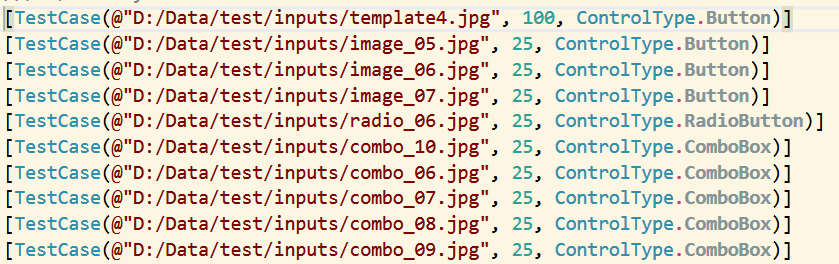 [TestCase(@"D:/Data/test/inputs/template4.jpg", 100, ControlType.Button)]
[TestCase(@"D:/Data/test/inputs/image_05.jpg", 25, ControlType.Button)]
[TestCase(@"D:/Data/test/inputs/image_06.jpg", 25, ControlType.Button)]
[TestCase(@"D:/Data/test/inputs/image_07.jpg", 25, ControlType.Button)]
[TestCase(@"D:/Data/test/inputs/radio_06.jpg", 25, ControlType.RadioButton)]
[TestCase(@"D:/Data/test/inputs/combo_10.jpg", 25, ControlType.ComboBox)]
[TestCase(@"D:/Data/test/inputs/combo_06.jpg", 25, ControlType.ComboBox)]
[TestCase(@"D:/Data/test/inputs/combo_07.jpg", 25, ControlType.ComboBox)]
[TestCase(@"D:/Data/test/inputs/combo_08.jpg", 25, ControlType.ComboBox)]
[TestCase(@"D:/Data/test/inputs/combo_09.jpg", 25, ControlType.ComboBox)]